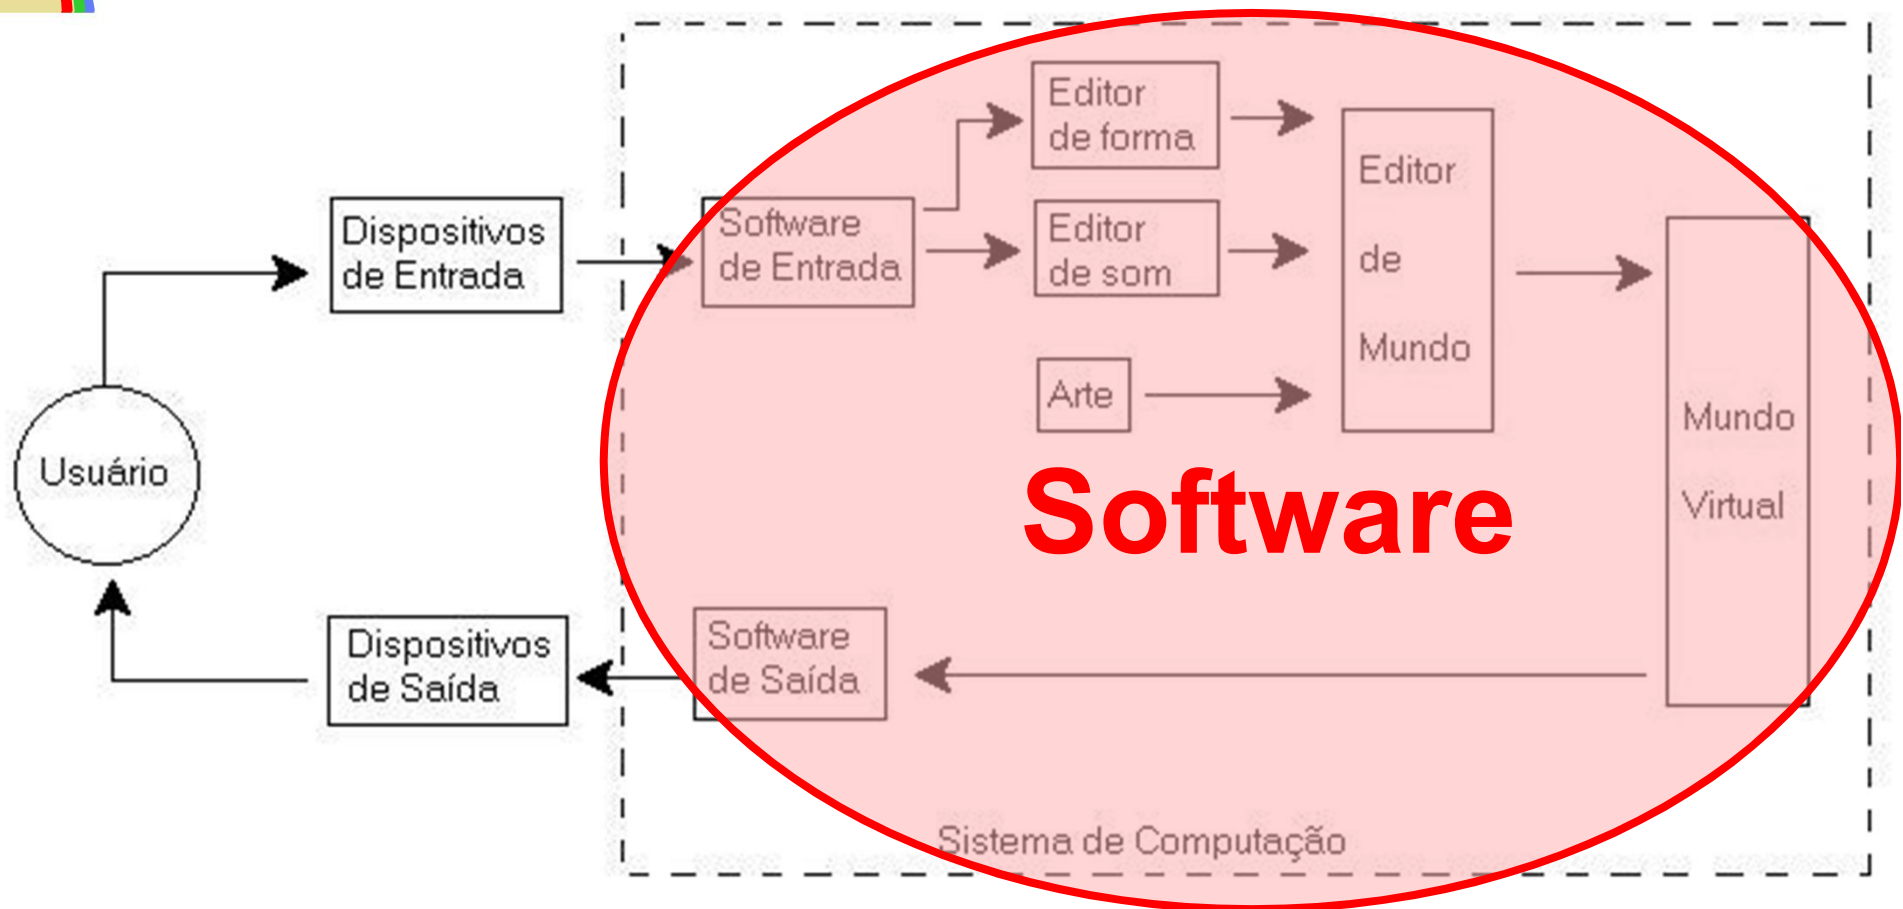 Editor
de forma
Editor
de
Mundo
Dispositivos
de Entrada
Software
de Entrada
Editor
de som
Arte
Usuário
Mundo
Virtual
Software
Dispositivos
de Saída
Software
de Saída
Sistema de Computação